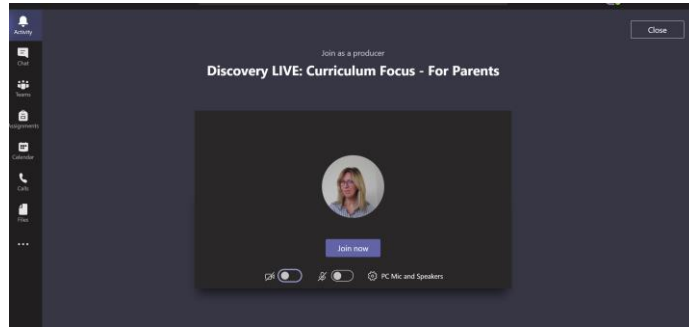 Activity
Chat
Teams
Assignments
Calendar
Calls
Files
Close
Join as a producer
Discovery LIVE: Curriculum Focus - For Parents
Join now
PC Mic and Speakers